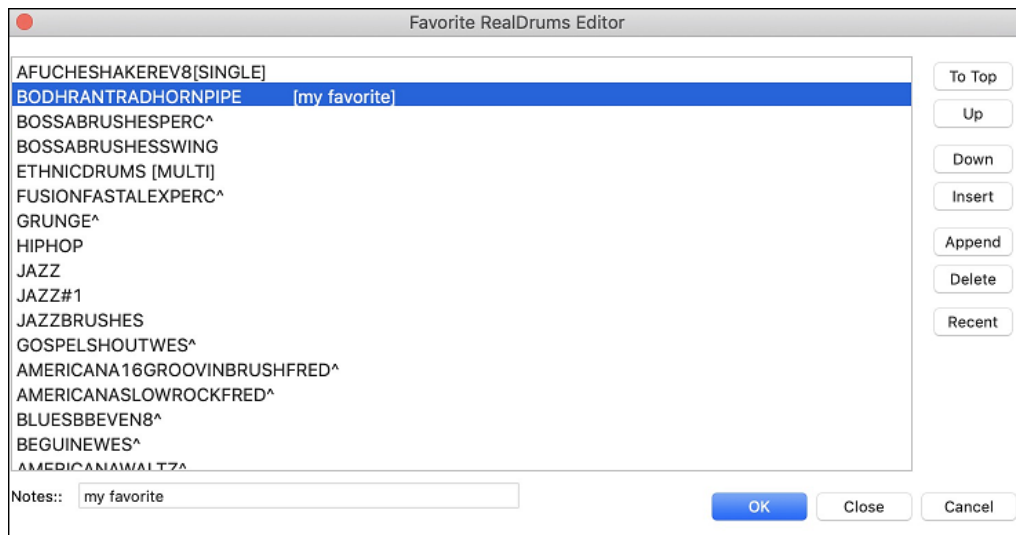 Favorite RealDrums Editor
AFUCHESHAKEREV8[SINGLE]
BODHRANTRADHORNPIPE [my favorite]
BOSSABRUSHESPERC^
BOSSABRUSHESSWING
ETHNICDRUMS [MULTI]
FUSIONFASTALEXPERC^
GRUNGE^
HIPHOP
JAZZ
JAZZ#1
JAZZBRUSHES
GOSPELSHOUTWES^
AMERICANA16GROOVINBRUSHFRED^
AMERICANASLOWROCKFRED^
BLUESBBEVEN8^
BEGUINEWES^
AMERICANAWALTZ^
To Top
Up
Down
Insert
Append
Delete
Recent
Notes:: my favorite
OK Close Cancel